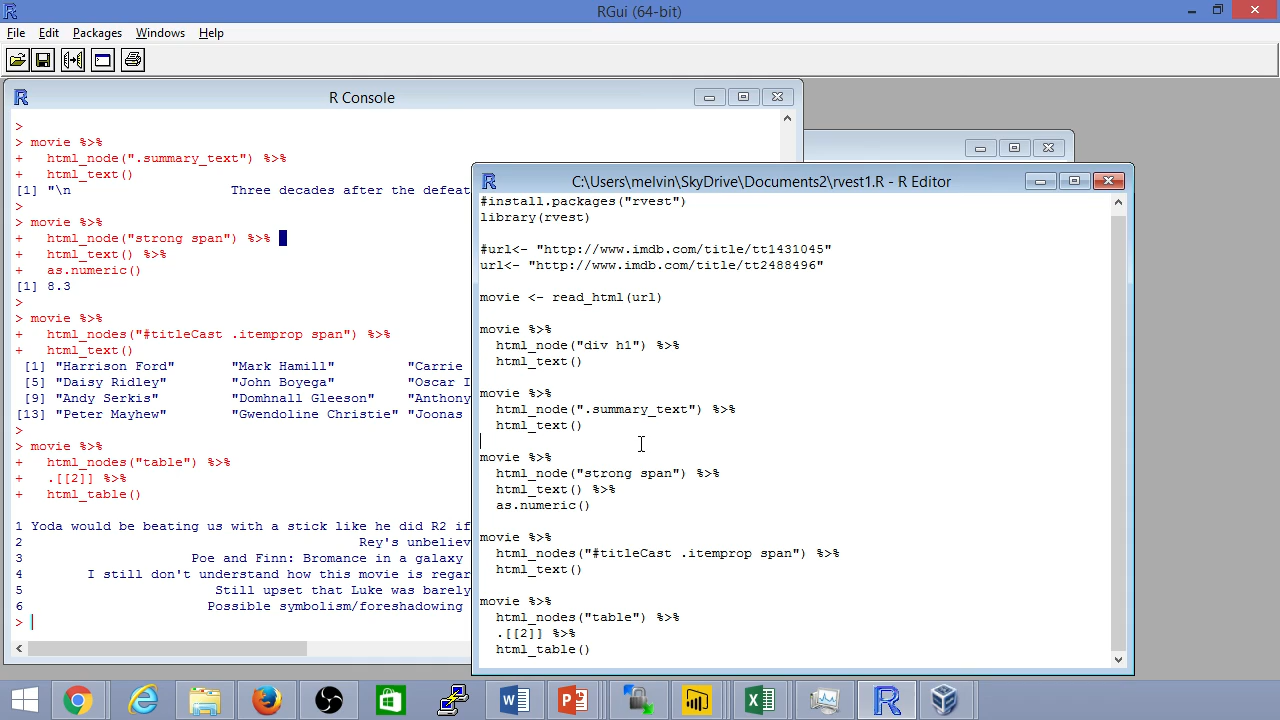 RGui (64-bit)
File Edit Packages Windows Help
R Console
>
> movie %>%
+   html_node(".summary_text") %>%
+   html_text()
[1] "\n                     Three decades after the defeat
>
> movie %>%
+   html_node("strong span") %>%
+   html_text() %>%
+   as.numeric()
[1] 8.3
>
> movie %>%
+   html_nodes("#titleCast .itemprop span") %>%
+   html_text()
 [1] "Harrison Ford"       "Mark Hamill"         "Carrie
 [5] "Daisy Ridley"        "John Boyega"         "Oscar I
 [9] "Andy Serkis"         "Domhnall Gleeson"    "Anthony
[13] "Peter Mayhew"        "Gwendoline Christie" "Joonas
>
> movie %>%
+   html_nodes("table") %>%
+   .[[2]] %>%
+   html_table()
1 Yoda would be beating us with a stick like he did R2 if
2                                          Rey's unbeliev
3                     Poe and Finn: Bromance in a galaxy
4        I still don't understand how this movie is regar
5                        Still upset that Luke was barely
6                       Possible symbolism/foreshadowing
>
C:\Users\melvin\SkyDrive\Documents2\rvest1.R - R Editor
#install.packages("rvest")
library(rvest)
#url<- "http://www.imdb.com/title/tt1431045"
url<- "http://www.imdb.com/title/tt2488496"
movie <- read_html(url)
movie %>%
  html_node("div h1") %>%
  html_text()
movie %>%
  html_node(".summary_text") %>%
  html_text()
movie %>%
  html_node("strong span") %>%
  html_text() %>%
  as.numeric()
movie %>%
  html_nodes("#titleCast .itemprop span") %>%
  html_text()
movie %>%
  html_nodes("table") %>%
  .[[2]] %>%
  html_table()